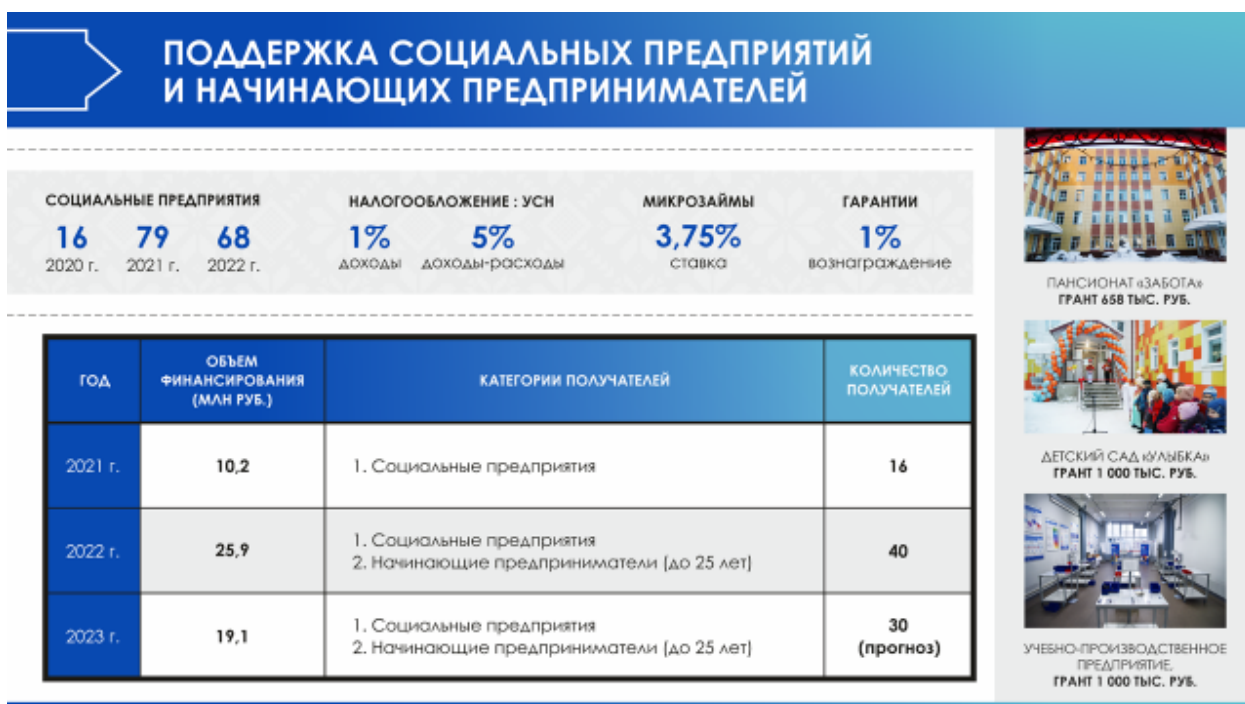 ПОДДЕРЖКА СОЦИАЛЬНЫХ ПРЕДПРИЯТИЙ
И НАЧИНАЮЩИХ ПРЕДПРИНИМАТЕЛЕЙ
СОЦИАЛЬНЫЕ ПРЕДПРИЯТИЯ
16 79 68
2020 г. 2021 г. 2022 г.
НАЛОГООБЛОЖЕНИЕ : УСН
1% 5%
доходы доходы-расходы
МИКРОЗАЙМЫ
3,75%
ставка
ГАРАНТИИ
1%
вознаграждение
ГОД
ОБЪЕМ
ФИНАНСИРОВАНИЯ
(МЛН РУБ.)
КАТЕГОРИИ ПОЛУЧАТЕЛЕЙ
КОЛИЧЕСТВО
ПОЛУЧАТЕЛЕЙ
2021 г.
10,2
1. Социальные предприятия
16
2022 г.
25,9
1. Социальные предприятия
2. Начинающие предприниматели (до 25 лет)
40
2023 г.
19,1
1. Социальные предприятия
2. Начинающие предприниматели (до 25 лет)
30
(прогноз)
ПАНСИОНАТ «ЗАБОТА»
ГРАНТ 658 ТЫС. РУБ.
ДЕТСКИЙ САД «УЛЫБКА»
ГРАНТ 1 000 ТЫС. РУБ.
УЧЕБНО-ПРОИЗВОДСТВЕННОЕ
ПРЕДПРИЯТИЕ,
ГРАНТ 1 000 ТЫС. РУБ.